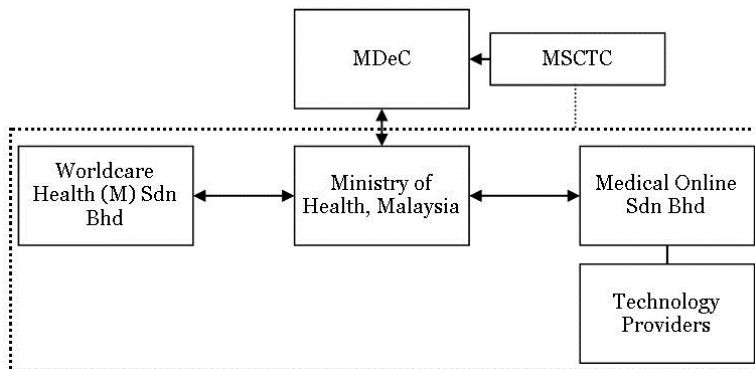 MDeC
MSCTC
Worldcare
Health (M) Sdn
Bhd
Ministry of
Health, Malaysia
Medical Online
Sdn Bhd
Technology
Providers